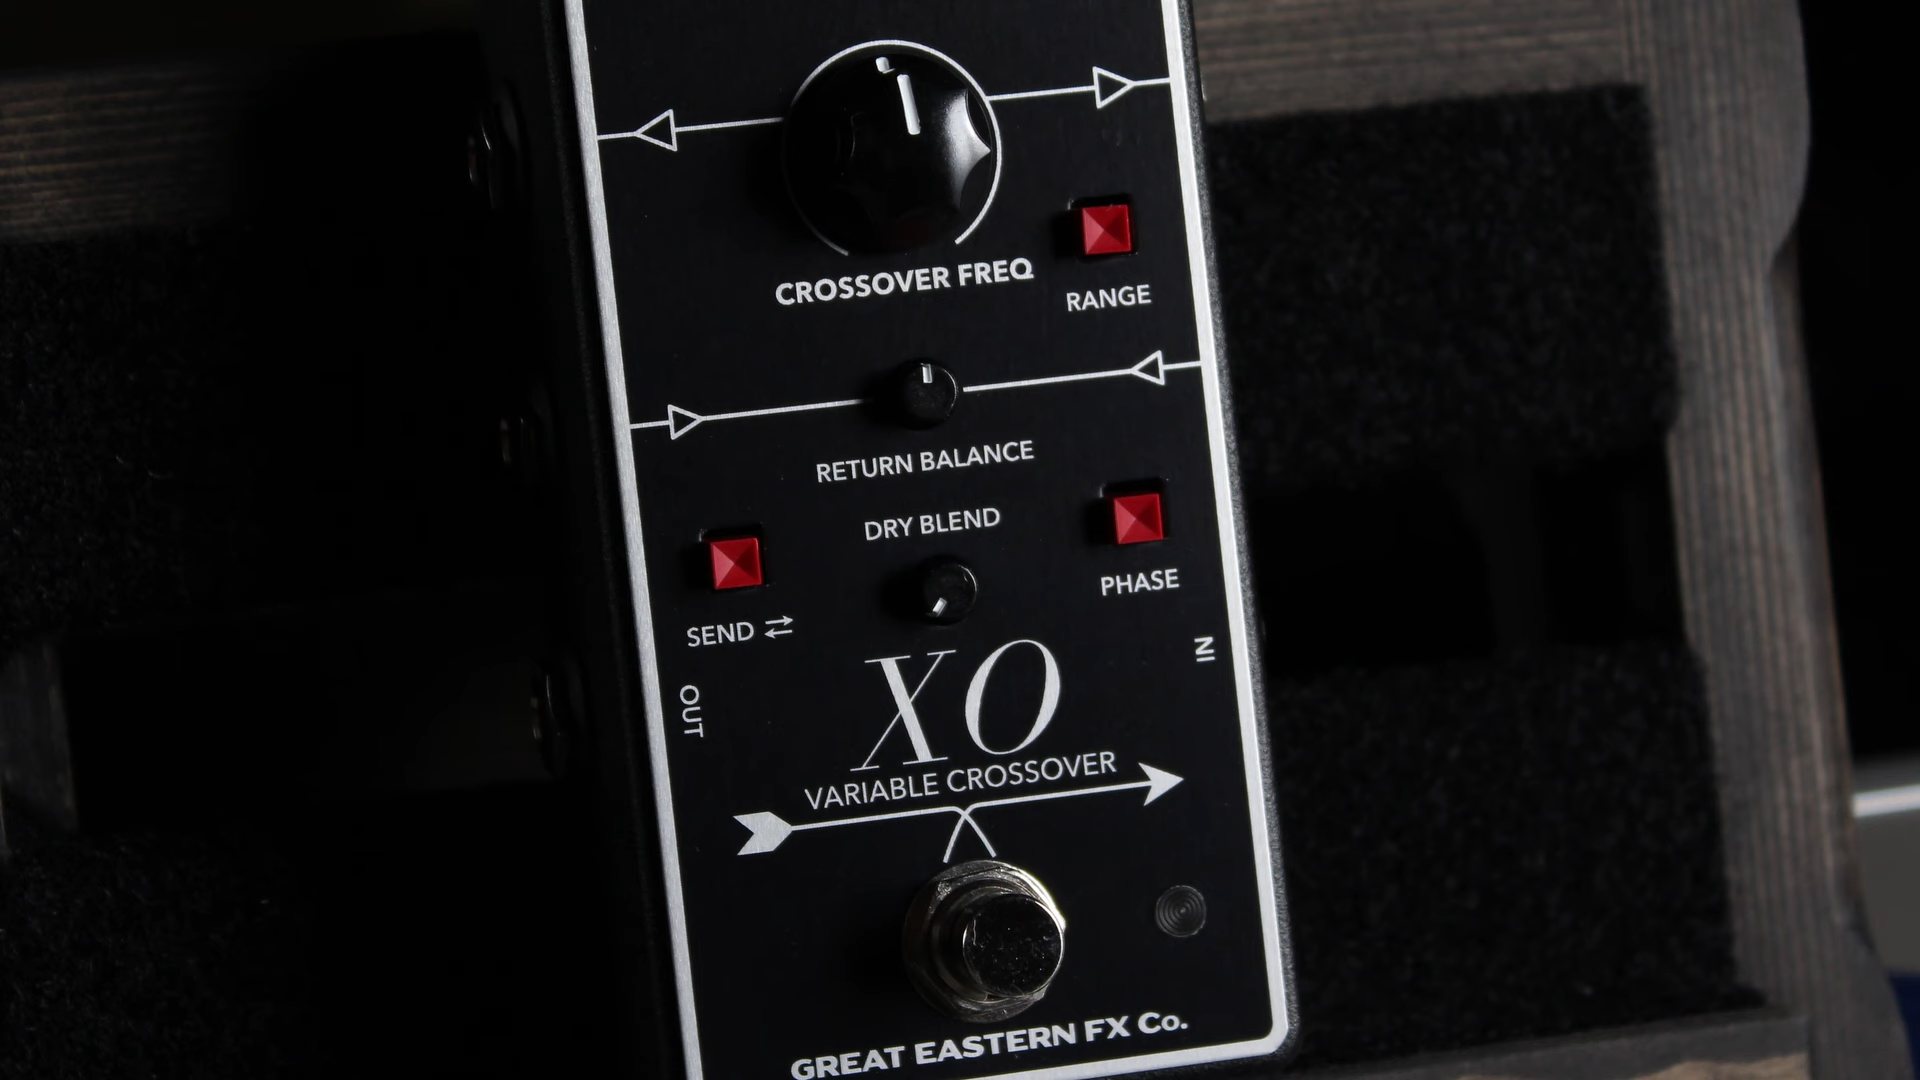 CROSSOVER FREQ
RANGE
RETURN BALANCE
DRY BLEND
PHASE
SEND ⇄
IN
OUT
XO
VARIABLE CROSSOVER
GREAT EASTERN FX Co.